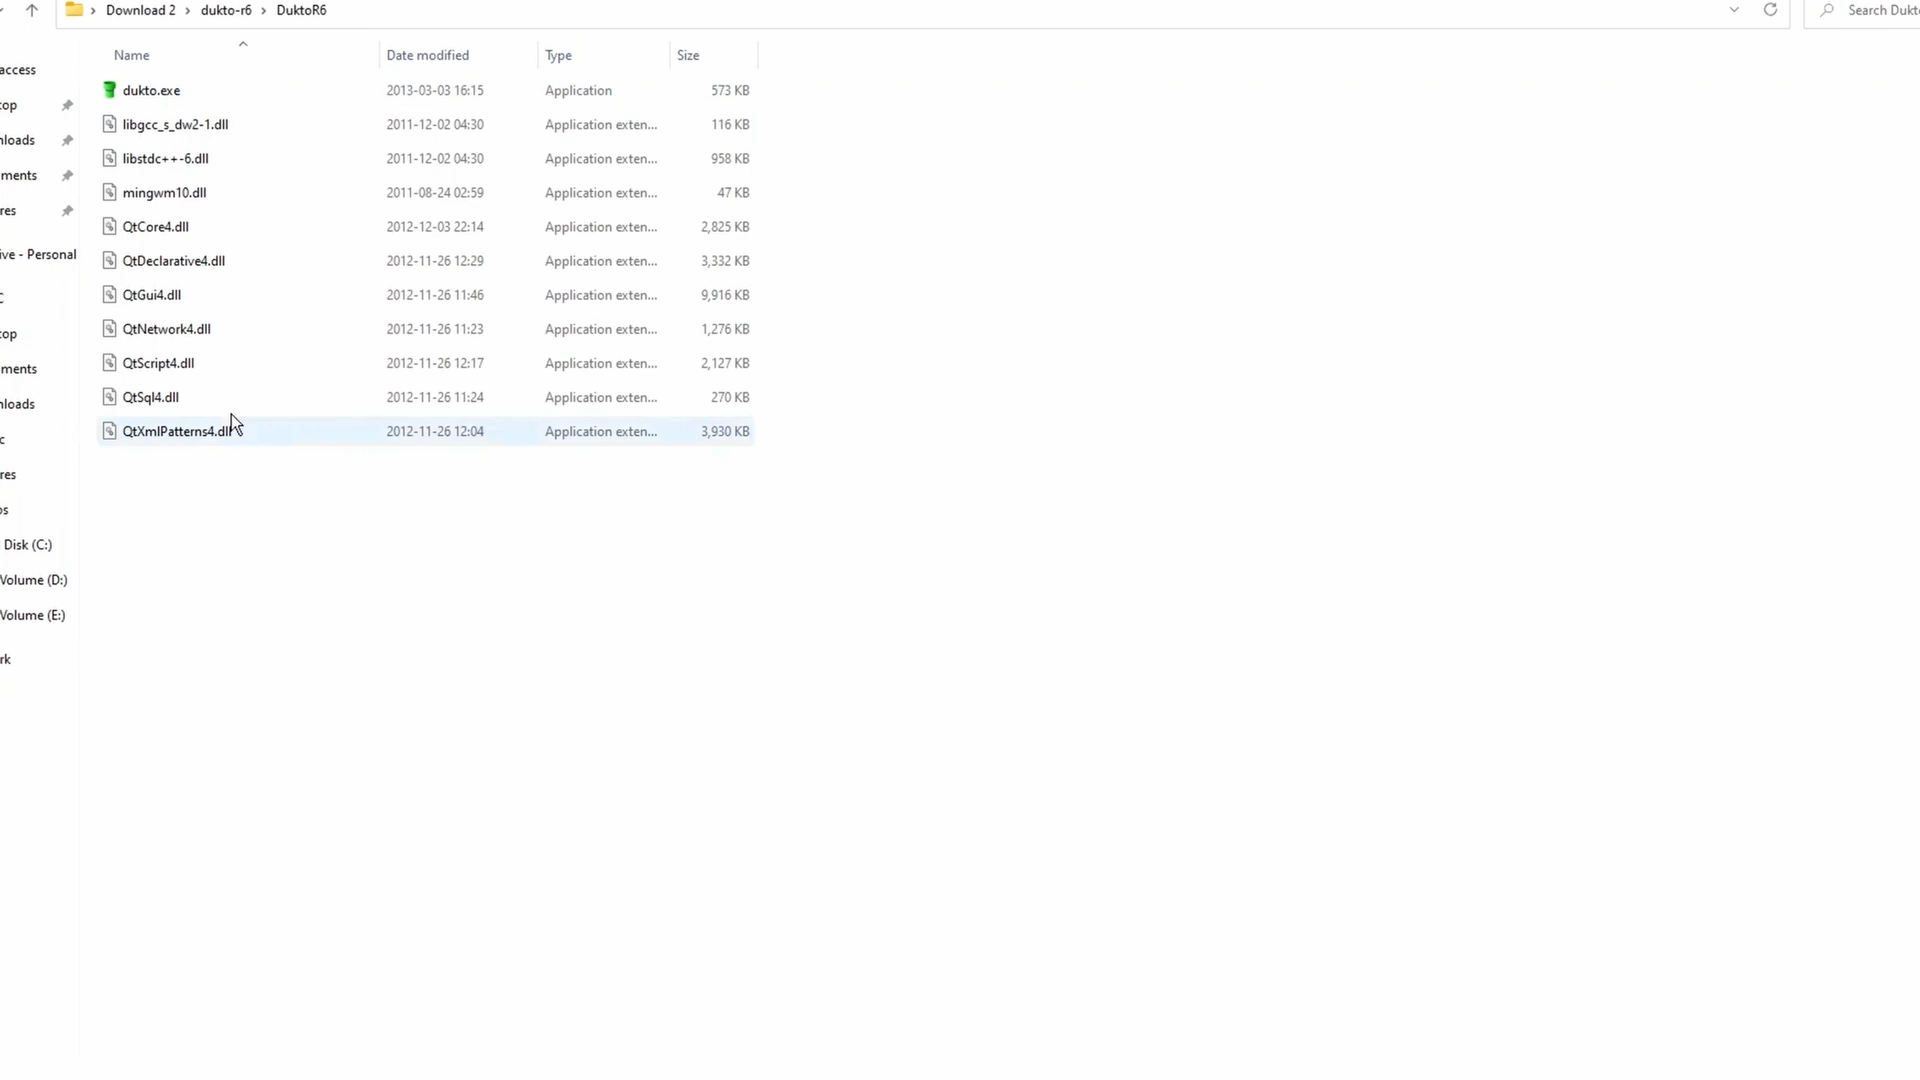 Download 2 > dukto-r6 > DuktoR6
Search Dukt
Name Date modified Type Size
access
top
nloads
ments
res
ive - Personal
C
top
ments
nloads
c
res
os
Disk (C:)
Volume (D:)
Volume (E:)
rk
dukto.exe 2013-03-03 16:15 Application 573 KB
libgcc_s_dw2-1.dll 2011-12-02 04:30 Application exten... 116 KB
libstdc++-6.dll 2011-12-02 04:30 Application exten... 958 KB
mingwm10.dll 2011-08-24 02:59 Application exten... 47 KB
QtCore4.dll 2012-12-03 22:14 Application exten... 2,825 KB
QtDeclarative4.dll 2012-11-26 12:29 Application exten... 3,332 KB
QtGui4.dll 2012-11-26 11:46 Application exten... 9,916 KB
QtNetwork4.dll 2012-11-26 11:23 Application exten... 1,276 KB
QtScript4.dll 2012-11-26 12:17 Application exten... 2,127 KB
QtSql4.dll 2012-11-26 11:24 Application exten... 270 KB
QtXmlPatterns4.dll 2012-11-26 12:04 Application exten... 3,930 KB